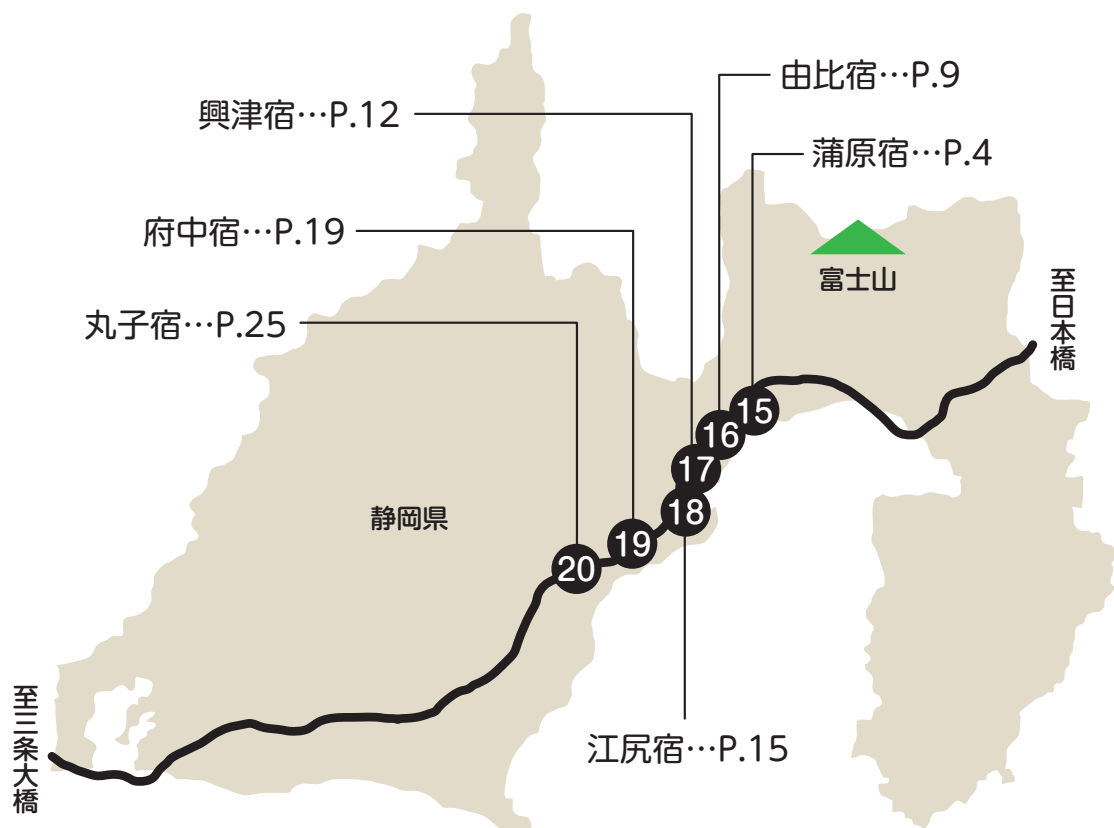 由比宿…P.9
興津宿…P.12
蒲原宿…P.4
府中宿…P.19
富士山
至日本橋
丸子宿…P.25
15
16
17
18
静岡県
19
20
至三条大橋
江尻宿…P.15